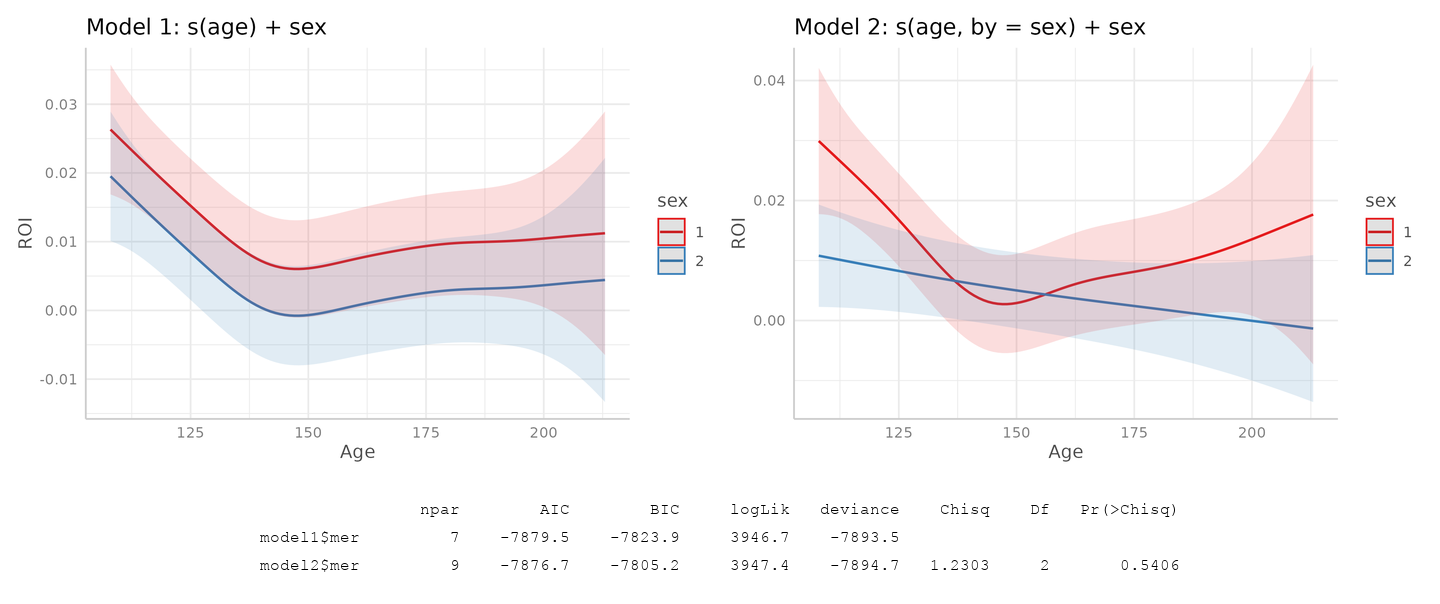 Model 1: s(age) + sex
0.03
0.02
0.01
0.00
-0.01
ROI
125 150 175 200
Age
sex
1
2
Model 2: s(age, by = sex) + sex
0.04
0.02
0.00
ROI
125 150 175 200
Age
sex
1
2
npar AIC BIC logLik deviance Chisq Df Pr(>Chisq)
model1$mer 7 -7879.5 -7823.9 3946.7 -7893.5
model2$mer 9 -7876.7 -7805.2 3947.4 -7894.7 1.2303 2 0.5406